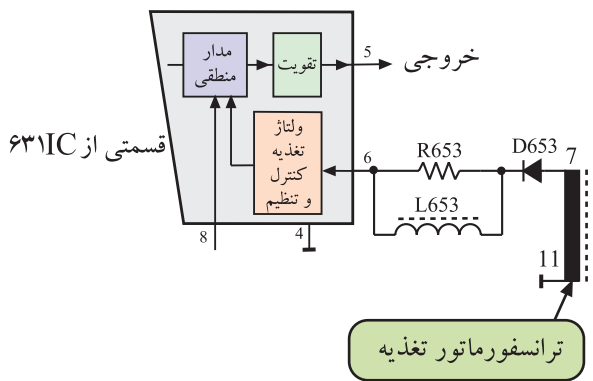 مدار
منطقی
تقویت
5
خروجی
ولتاژ
تغذیه
کنترل
و تنظیم
قسمتی از ۶۳۱IC
6
R653
D653
7
L653
8
4
11
ترانسفورماتور تغذیه